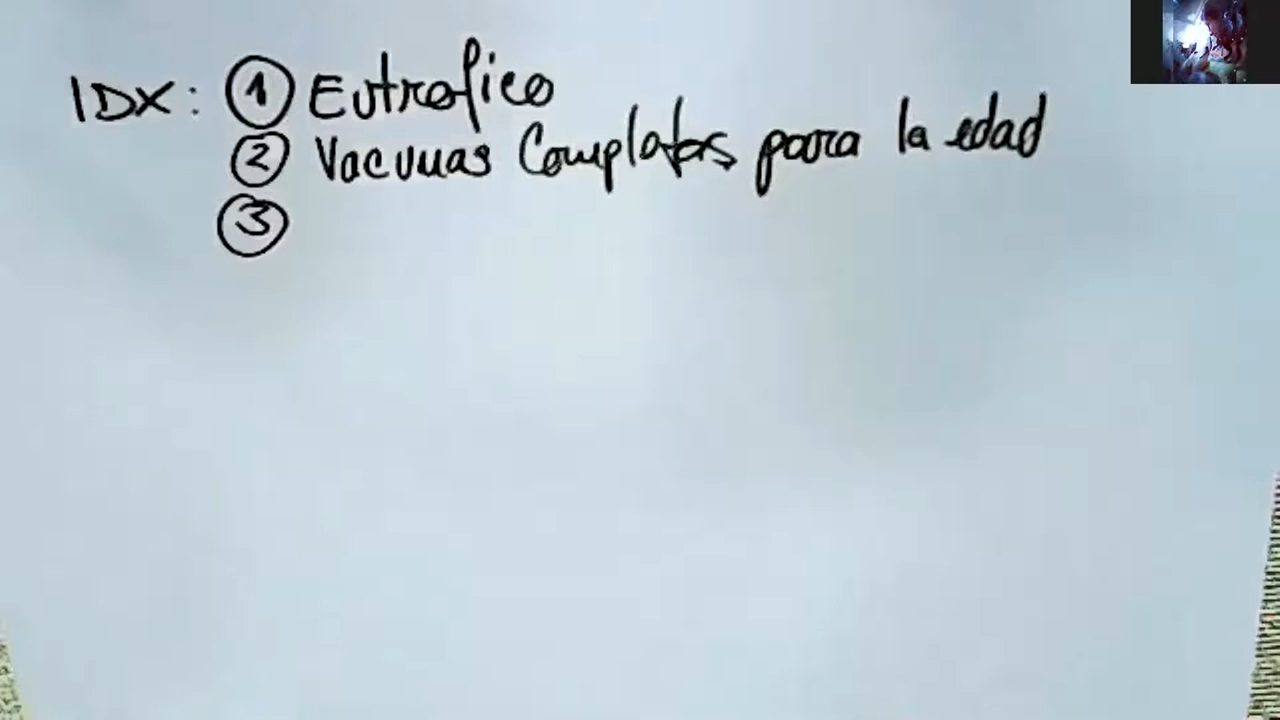 IDX: ① Eutrofico
② Vacunas Completas para la edad
③